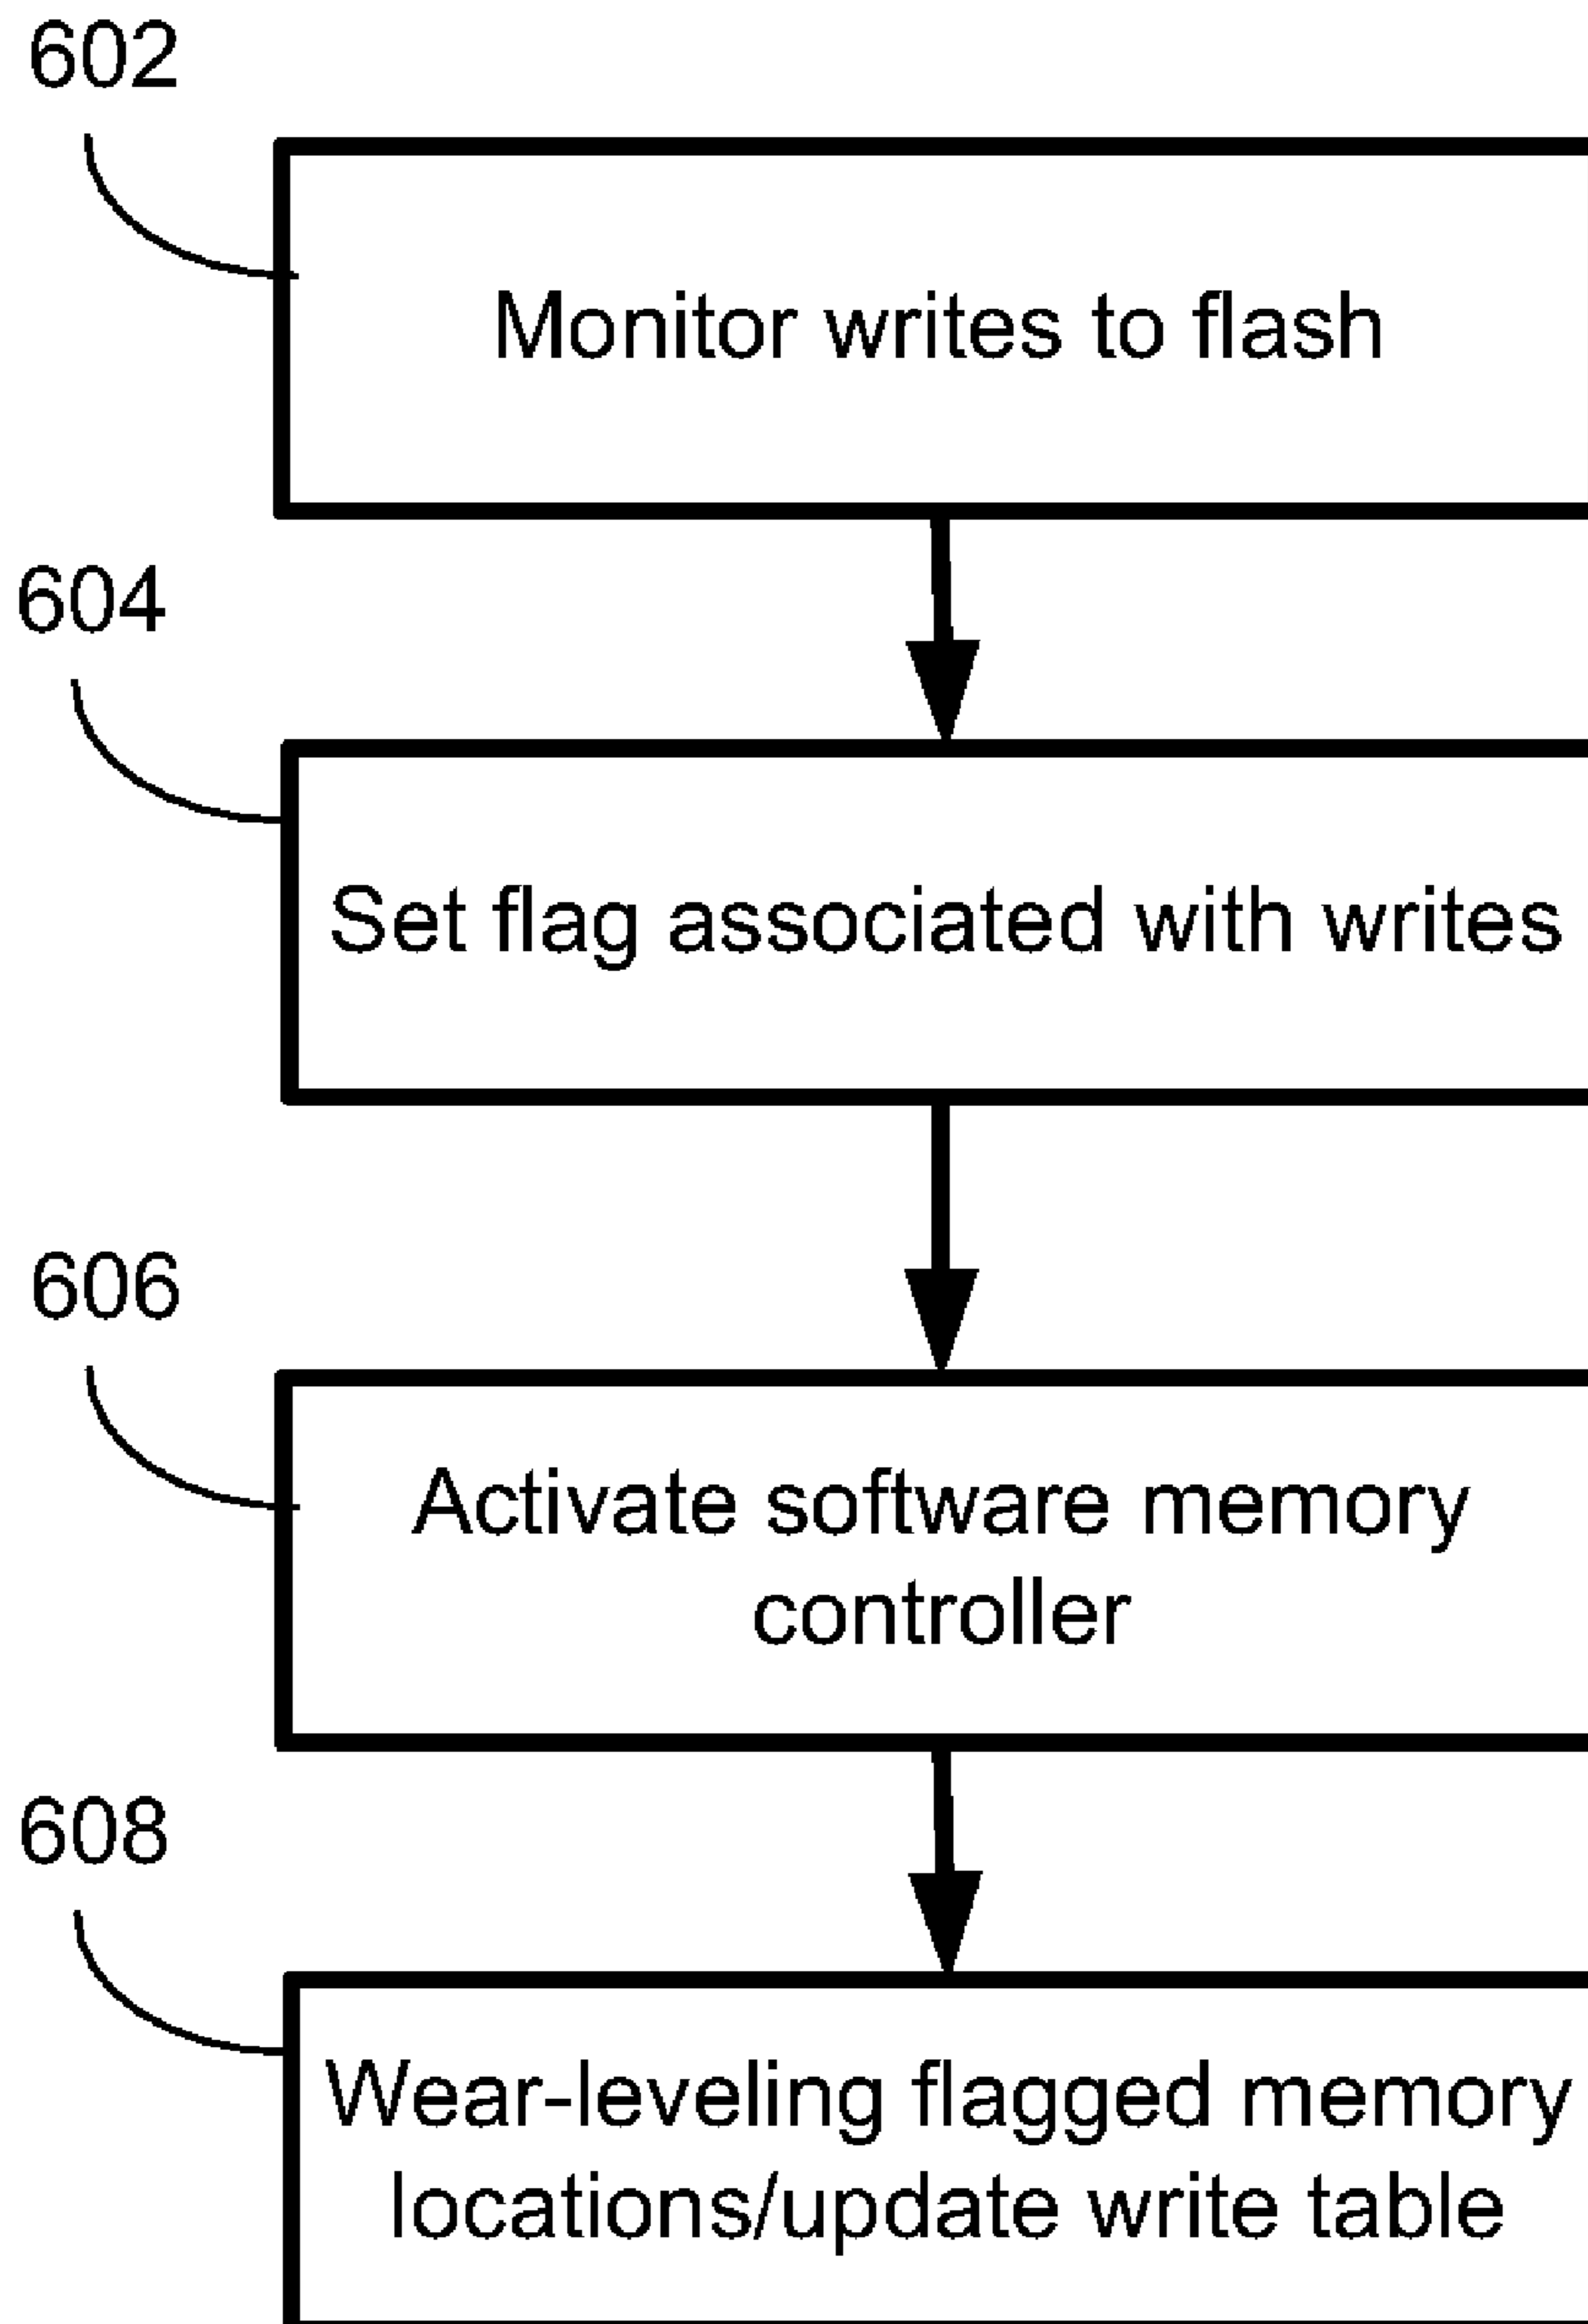 602
Monitor writes to flash
604
Set flag associated with writes
606
Activate software memory
controller
608
Wear-leveling flagged memory
locations/update write table